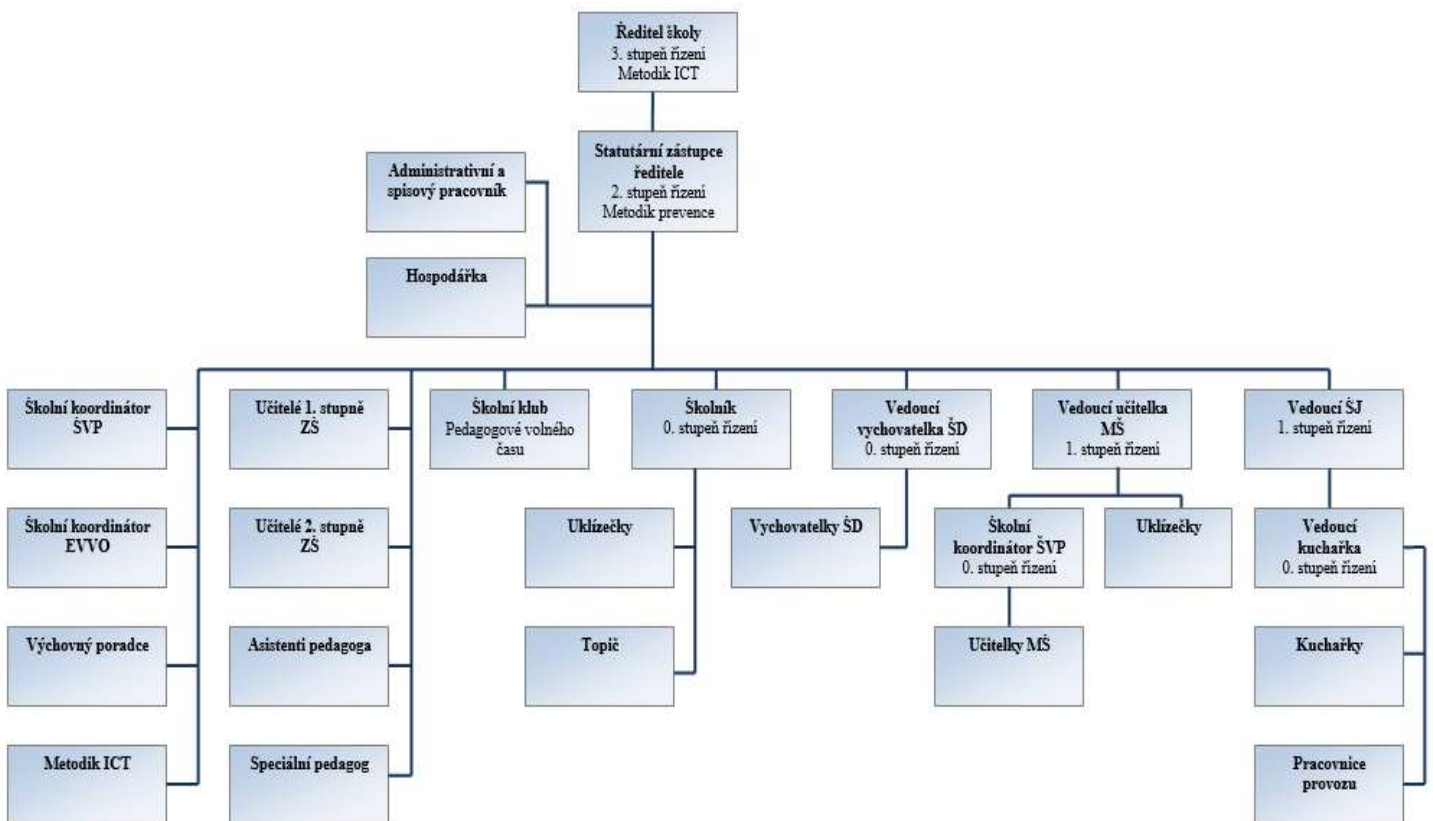 Ředitel školy
3. stupeň řízení
Metodik ICT
Statutární zástupce
ředitele
2. stupeň řízení
Metodik prevence
Administrativní a
spisový pracovník
Hospodářka
Školní koordinátor
ŠVP
Učitelé 1. stupně
ZŠ
Školní klub
Pedagogové volného
času
Školník
0. stupeň řízení
Vedoucí
vychovatelka ŠD
0. stupeň řízení
Vedoucí učitelka
MŠ
1. stupeň řízení
Vedoucí ŠJ
1. stupeň řízení
Školní koordinátor
EVVO
Učitelé 2. stupně
ZŠ
Uklízečky
Vychovatelky ŠD
Školní
koordinátor ŠVP
0. stupeň řízení
Uklízečky
Vedoucí
kuchařka
0. stupeň řízení
Výchovný poradce
Asistenti pedagoga
Topič
Učitelky MŠ
Kuchařky
Metodik ICT
Speciální pedagog
Pracovnice
provozu